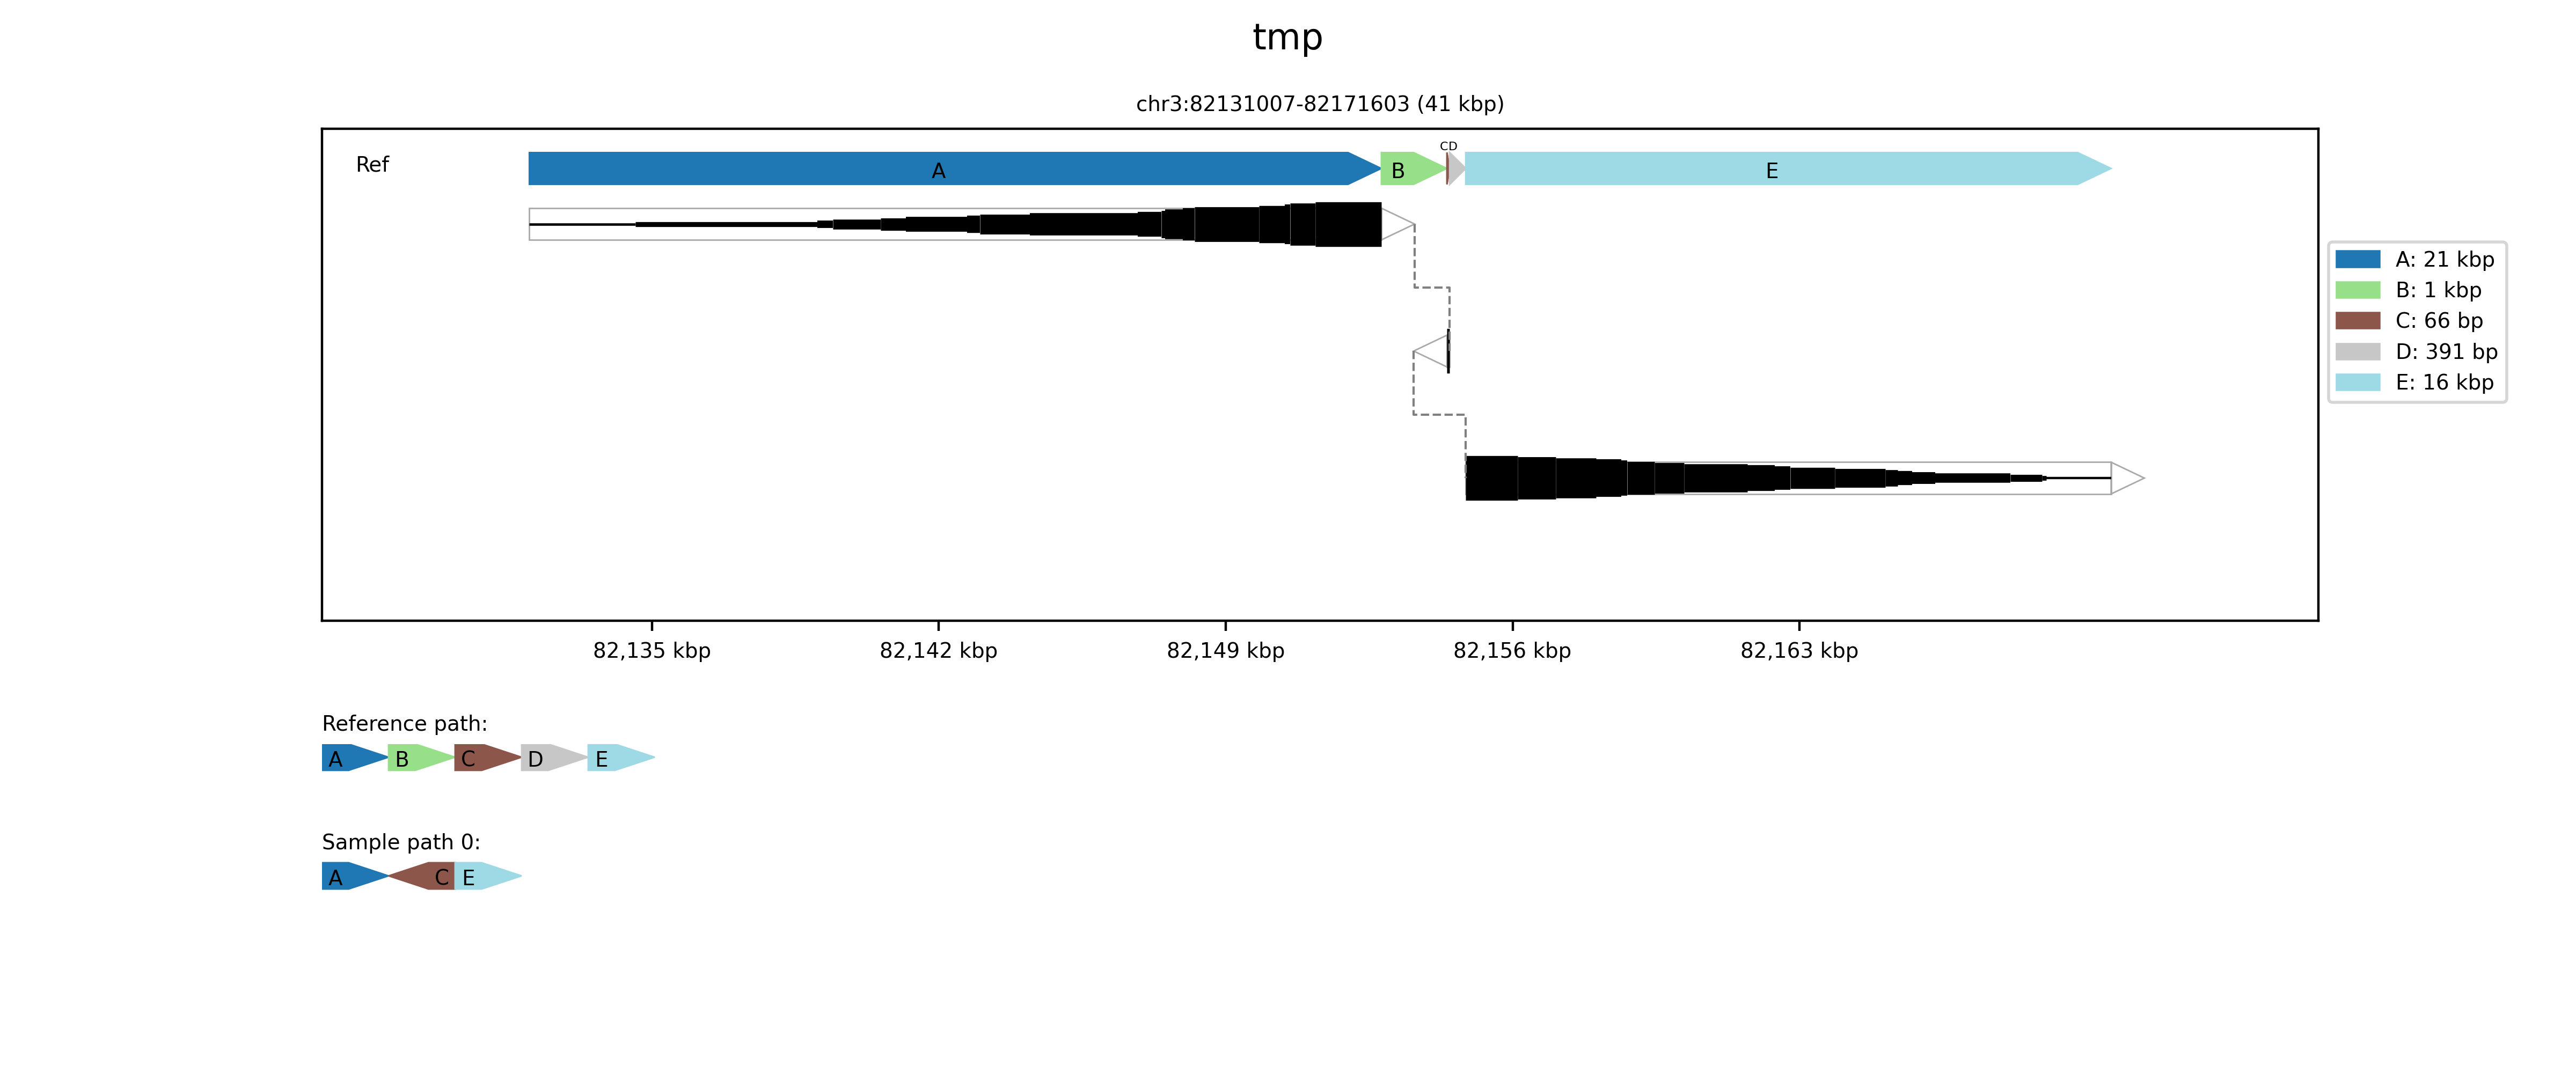 tmp
chr3:82131007-82171603 (41 kbp)
Ref
A
B
CD
E
A: 21 kbp
B: 1 kbp
C: 66 bp
D: 391 bp
E: 16 kbp
82,135 kbp 82,142 kbp 82,149 kbp 82,156 kbp 82,163 kbp
Reference path:
A B C D E
Sample path 0:
A C E